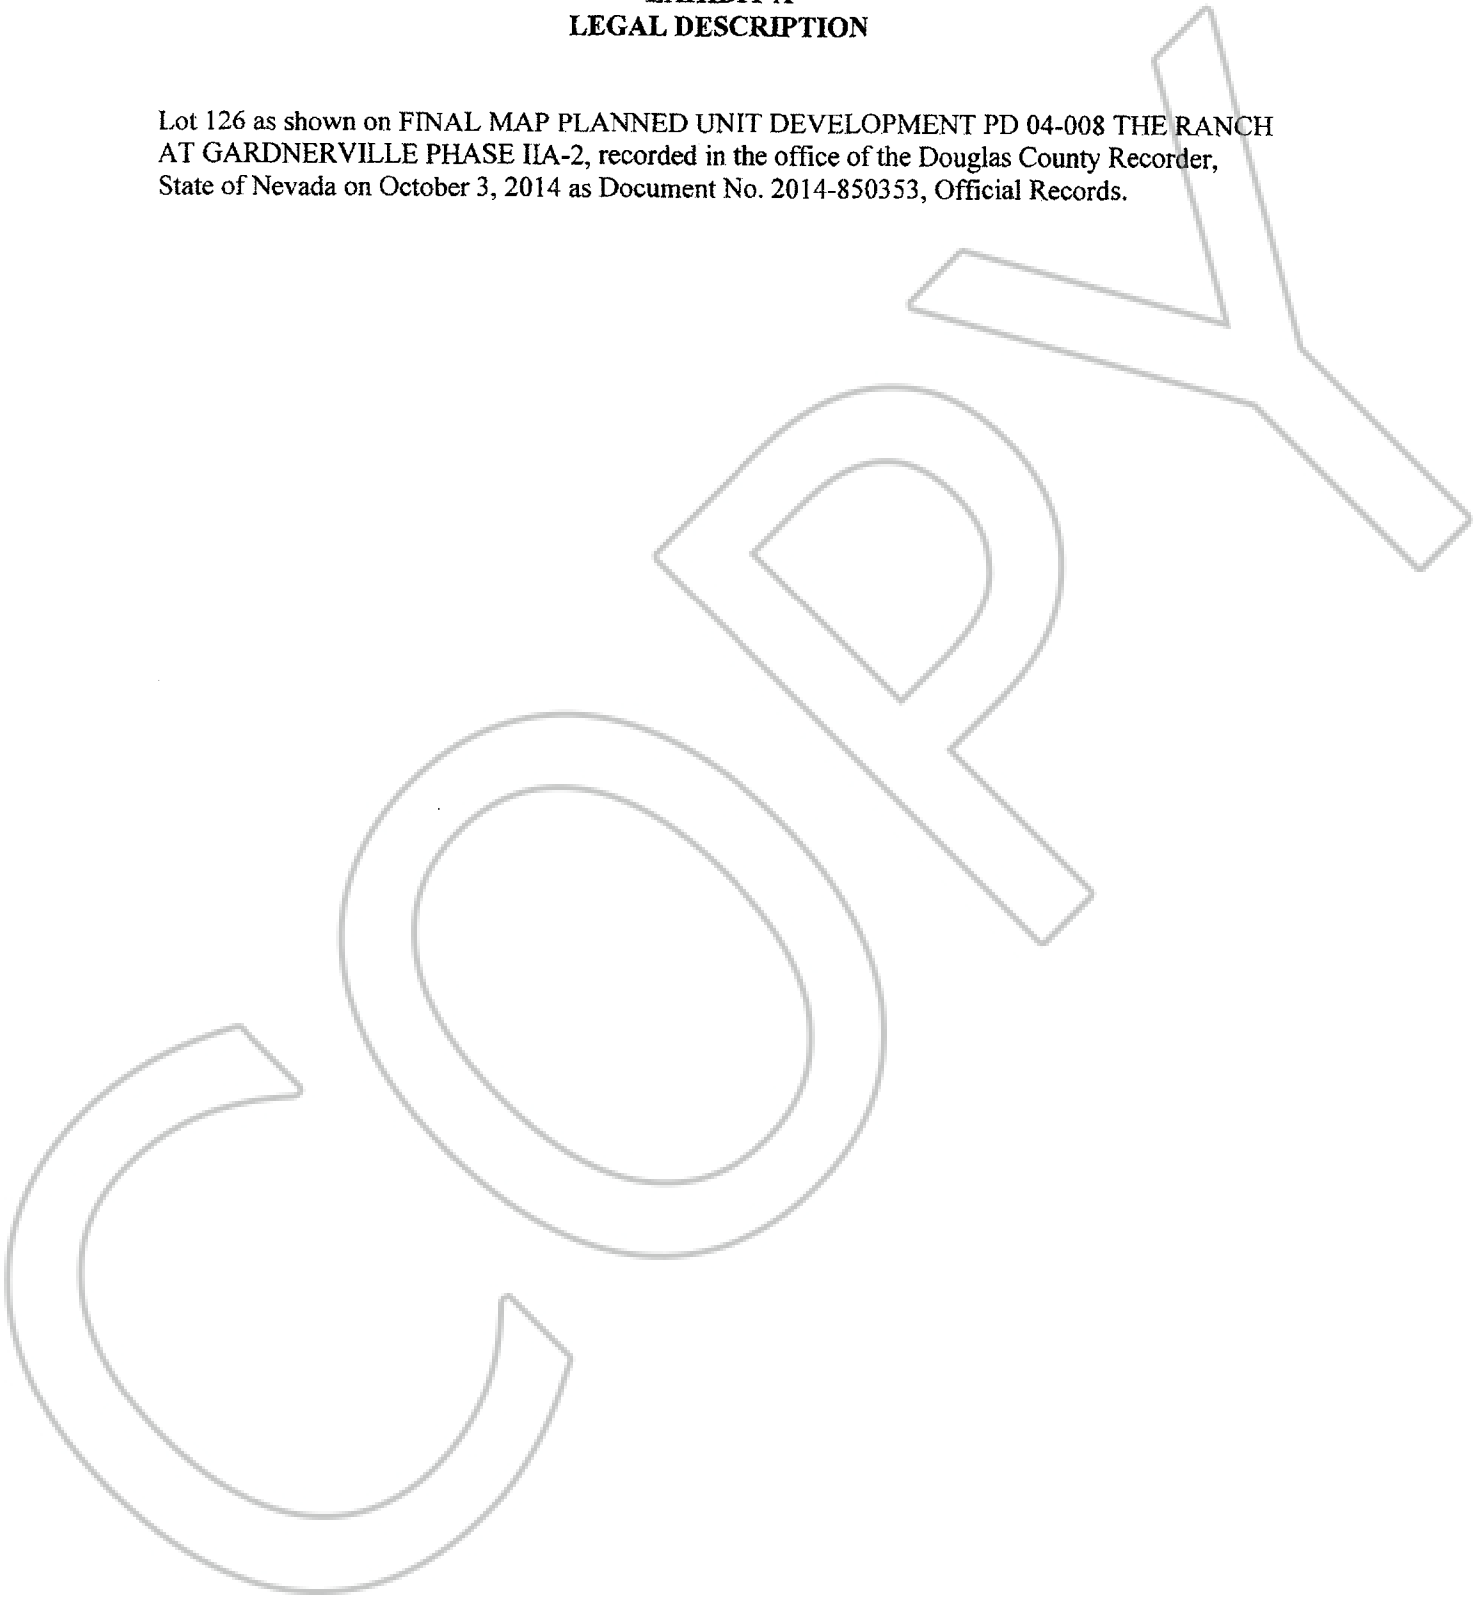 LEGAL DESCRIPTION
Lot 126 as shown on FINAL MAP PLANNED UNIT DEVELOPMENT PD 04-008 THE RANCH
AT GARDNERVILLE PHASE IIA-2, recorded in the office of the Douglas County Recorder,
State of Nevada on October 3, 2014 as Document No. 2014-850353, Official Records.
COPY